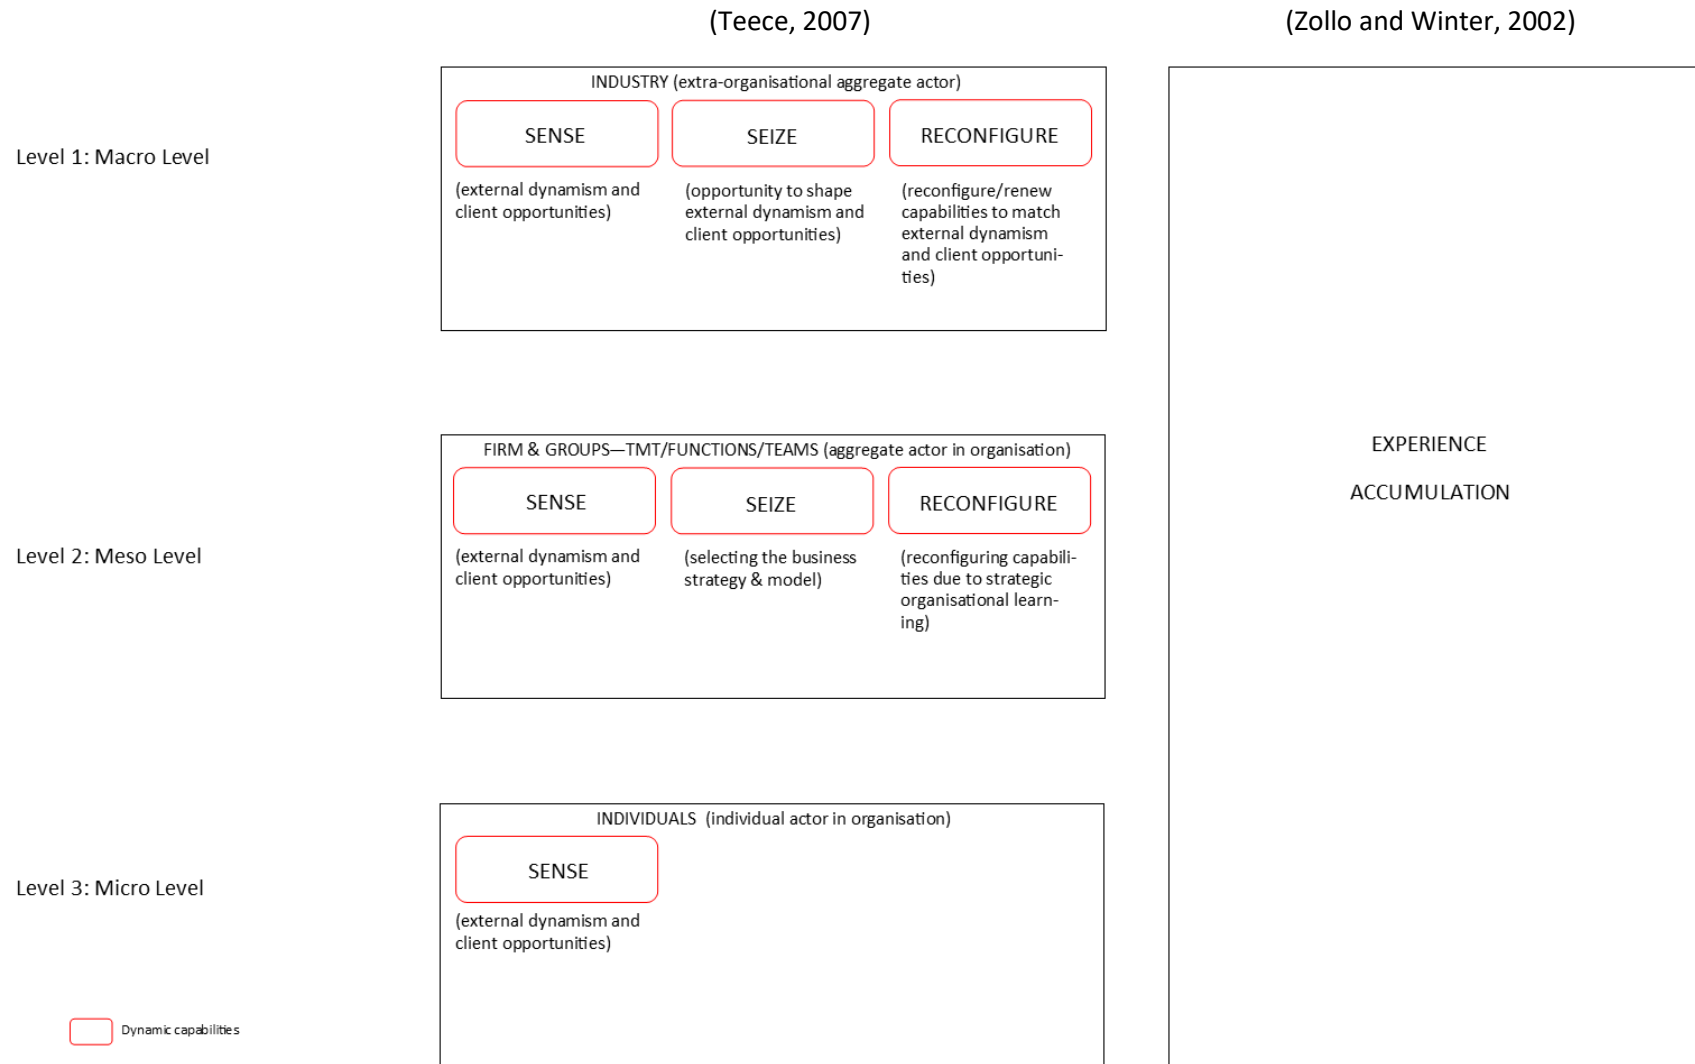 (Teece, 2007)
(Zollo and Winter, 2002)
INDUSTRY (extra-organisational aggregate actor)
SENSE
SEIZE
RECONFIGURE
Level 1: Macro Level
(external dynamism and
client opportunities)
(opportunity to shape
external dynamism and
client opportunities)
(reconfigure/renew
capabilities to match
external dynamism
and client opportuni-
ties)
FIRM & GROUPS—TMT/FUNCTIONS/TEAMS (aggregate actor in organisation)
SENSE
SEIZE
RECONFIGURE
EXPERIENCE
ACCUMULATION
Level 2: Meso Level
(external dynamism and
client opportunities)
(selecting the business
strategy & model)
(reconfiguring capabili-
ties due to strategic
organisational learn-
ing)
INDIVIDUALS (individual actor in organisation)
SENSE
Level 3: Micro Level
(external dynamism and
client opportunities)
Dynamic capabilities